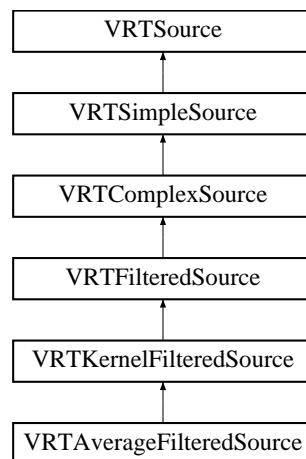 VRTSource
VRTSimpleSource
VRTComplexSource
VRTFilteredSource
VRTKernelFilteredSource
VRTAverageFilteredSource